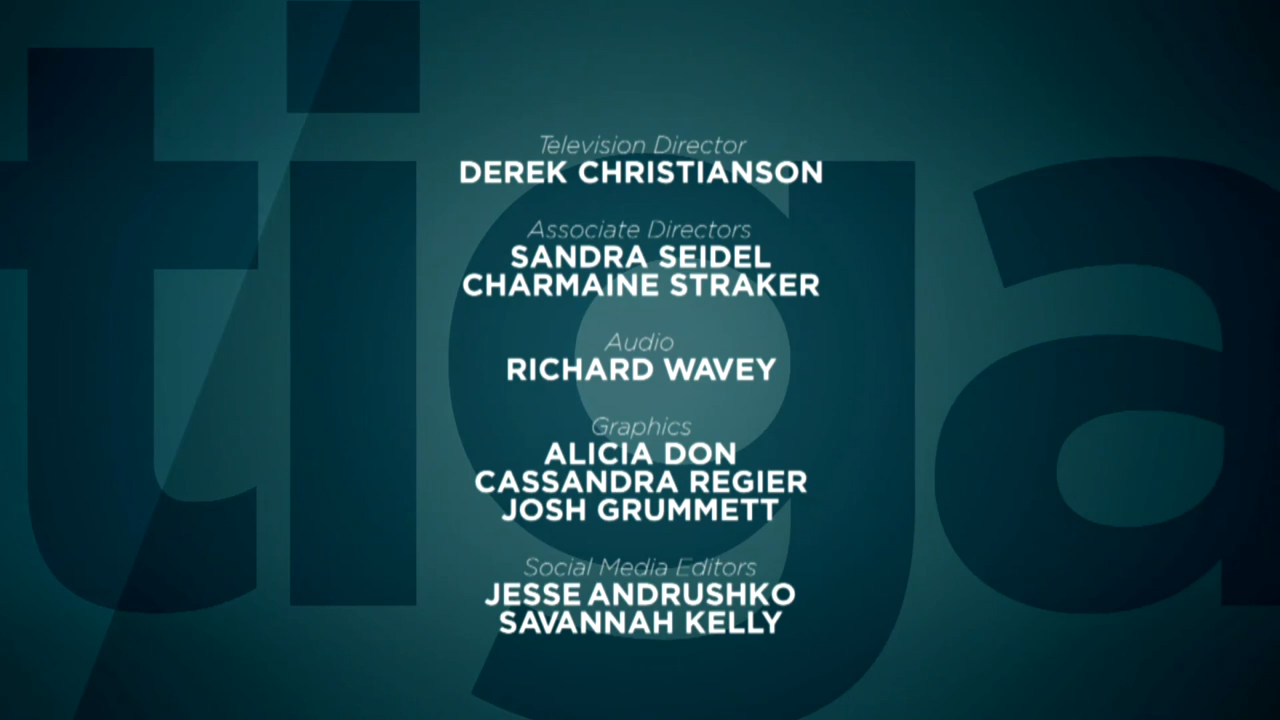 tiga
Television Director
DEREK CHRISTIANSON
Associate Directors
SANDRA SEIDEL
CHARMAINE STRAKER
Audio
RICHARD WAVEY
Graphics
ALICIA DON
CASSANDRA REGIER
JOSH GRUMMETT
Social Media Editors
JESSE ANDRUSHKO
SAVANNAH KELLY